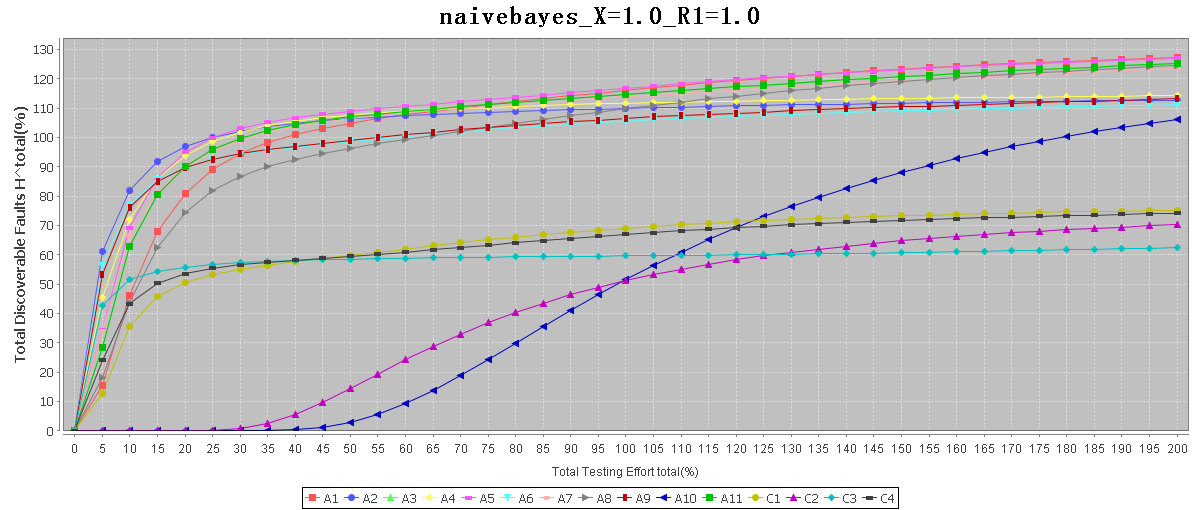 naivebayes_X=1.0_R1=1.0
Total Discoverable Faults H^total(%)
130
120
110
100
90
80
70
60
50
40
30
20
10
0
0 5 10 15 20 25 30 35 40 45 50 55 60 65 70 75 80 85 90 95 100 105 110 115 120 125 130 135 140 145 150 155 160 165 170 175 180 185 190 195 200
Total Testing Effort total(%)
A1 A2 A3 A4 A5 A6 A7 A8 A9 A10 A11 C1 C2 C3 C4